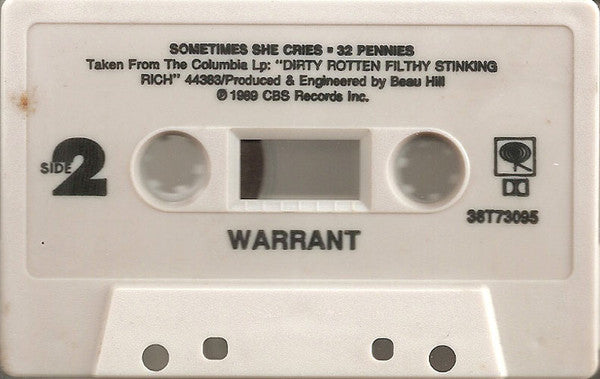 SOMETIMES SHE CRIES • 32 PENNIES
Taken From The Columbia Lp: "DIRTY ROTTEN FILTHY STINKING
RICH" 44383/Produced & Engineered by Beau Hill
℗ 1989 CBS Records Inc.
SIDE 2
38T73095
WARRANT